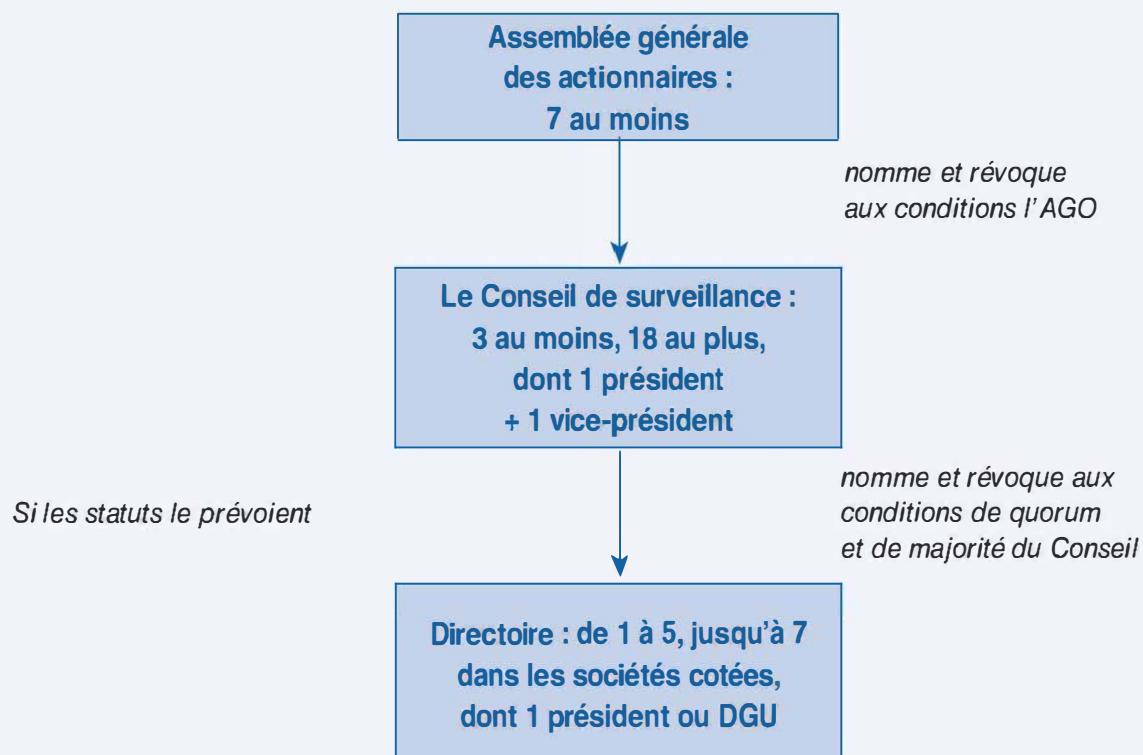 Assemblée générale
des actionnaires :
7 au moins
nomme et révoque
aux conditions l'AGO
Le Conseil de surveillance :
3 au moins, 18 au plus,
dont 1 président
+ 1 vice-président
Si les statuts le prévoient
nomme et révoque aux
conditions de quorum
et de majorité du Conseil
Directoire : de 1 à 5, jusqu'à 7
dans les sociétés cotées,
dont 1 président ou DGU